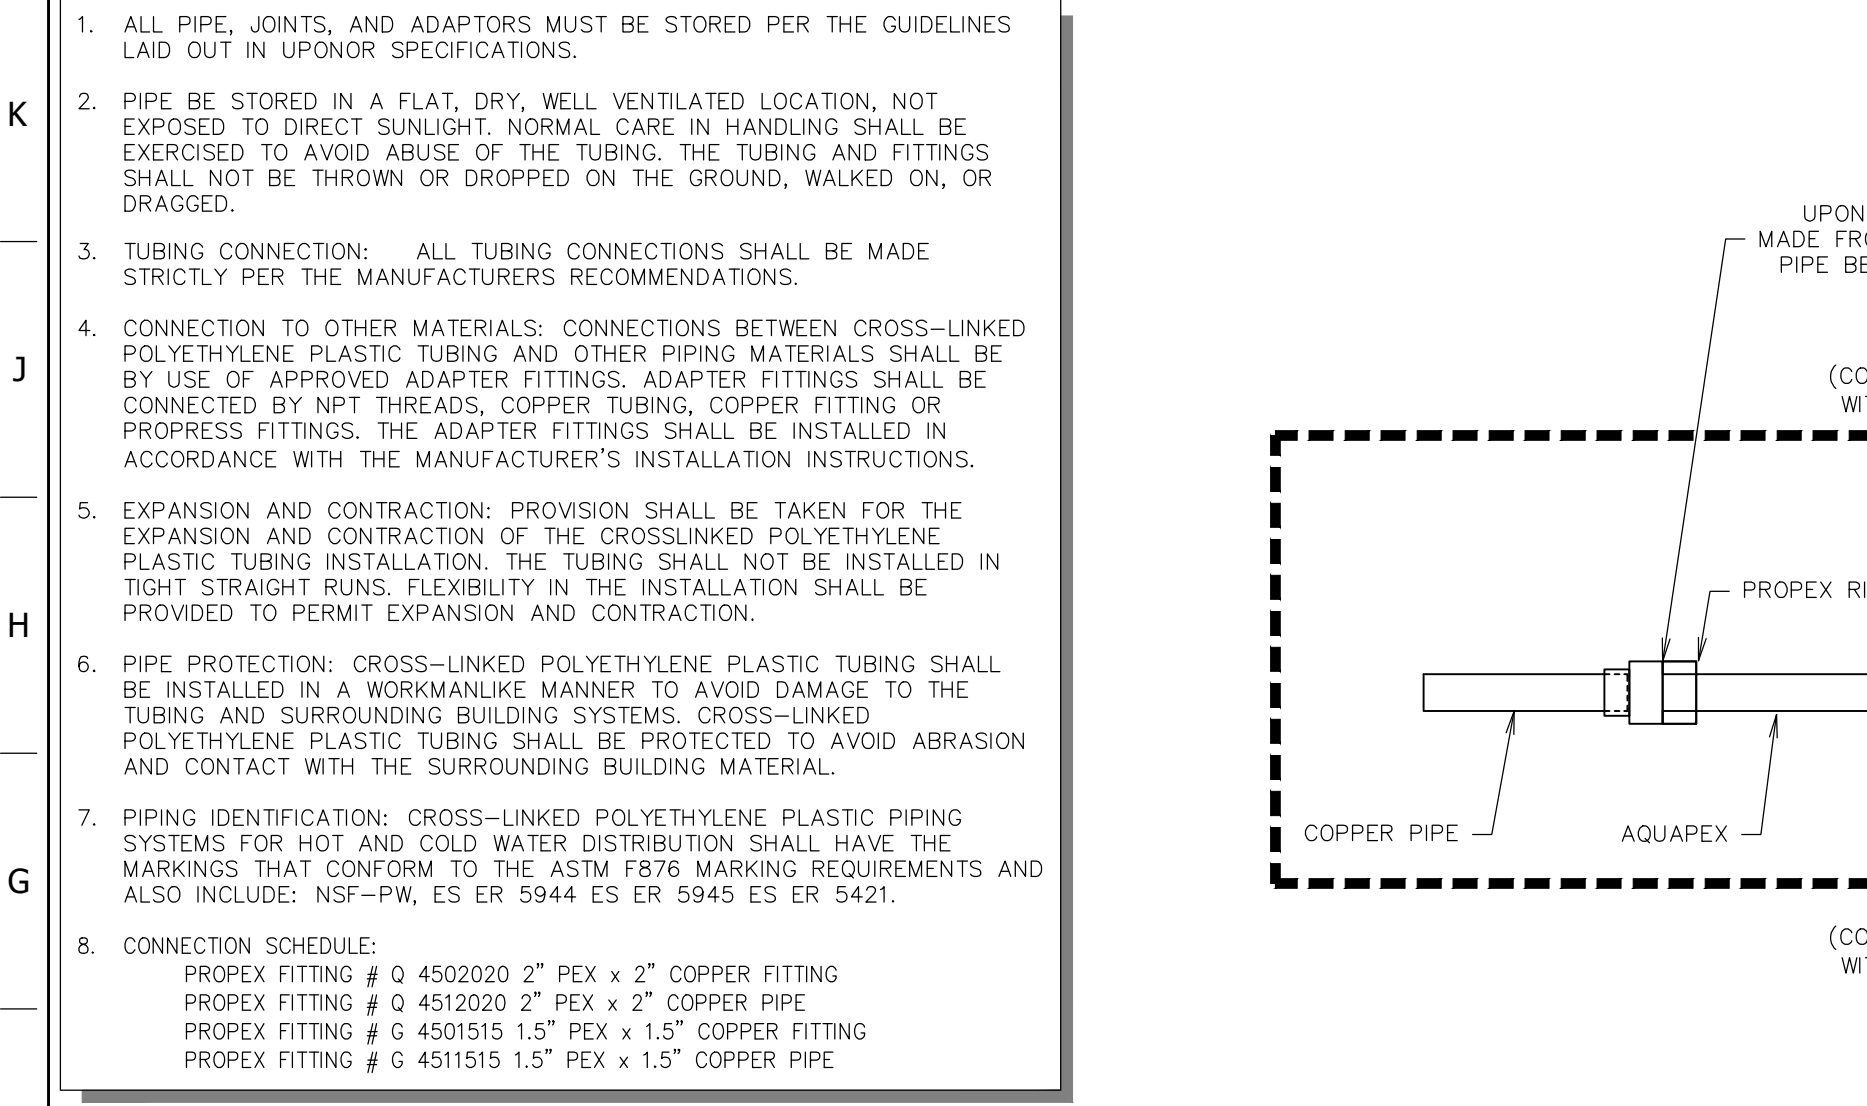 1. ALL PIPE, JOINTS, AND ADAPTORS MUST BE STORED PER THE GUIDELINES
LAID OUT IN UPONOR SPECIFICATIONS.
2. PIPE BE STORED IN A FLAT, DRY, WELL VENTILATED LOCATION, NOT
EXPOSED TO DIRECT SUNLIGHT. NORMAL CARE IN HANDLING SHALL BE
EXERCISED TO AVOID ABUSE OF THE TUBING. THE TUBING AND FITTINGS
SHALL NOT BE THROWN OR DROPPED ON THE GROUND, WALKED ON, OR
DRAGGED.
3. TUBING CONNECTION: ALL TUBING CONNECTIONS SHALL BE MADE
STRICTLY PER THE MANUFACTURERS RECOMMENDATIONS.
4. CONNECTION TO OTHER MATERIALS: CONNECTIONS BETWEEN CROSS-LINKED
POLYETHYLENE PLASTIC TUBING AND OTHER PIPING MATERIALS SHALL BE
BY USE OF APPROVED ADAPTER FITTINGS. ADAPTER FITTINGS SHALL BE
CONNECTED BY NPT THREADS, COPPER TUBING, COPPER FITTING OR
PROPRESS FITTINGS. THE ADAPTER FITTINGS SHALL BE INSTALLED IN
ACCORDANCE WITH THE MANUFACTURER'S INSTALLATION INSTRUCTIONS.
5. EXPANSION AND CONTRACTION: PROVISION SHALL BE TAKEN FOR THE
EXPANSION AND CONTRACTION OF THE CROSSLINKED POLYETHYLENE
PLASTIC TUBING INSTALLATION. THE TUBING SHALL NOT BE INSTALLED IN
TIGHT STRAIGHT RUNS. FLEXIBILITY IN THE INSTALLATION SHALL BE
PROVIDED TO PERMIT EXPANSION AND CONTRACTION.
6. PIPE PROTECTION: CROSS-LINKED POLYETHYLENE PLASTIC TUBING SHALL
BE INSTALLED IN A WORKMANLIKE MANNER TO AVOID DAMAGE TO THE
TUBING AND SURROUNDING BUILDING SYSTEMS. CROSS-LINKED
POLYETHYLENE PLASTIC TUBING SHALL BE PROTECTED TO AVOID ABRASION
AND CONTACT WITH THE SURROUNDING BUILDING MATERIAL.
7. PIPING IDENTIFICATION: CROSS-LINKED POLYETHYLENE PLASTIC PIPING
SYSTEMS FOR HOT AND COLD WATER DISTRIBUTION SHALL HAVE THE
MARKINGS THAT CONFORM TO THE ASTM F876 MARKING REQUIREMENTS AND
ALSO INCLUDE: NSF-PW, ES ER 5944 ES ER 5945 ES ER 5421.
8. CONNECTION SCHEDULE:
PROPEX FITTING # Q 4502020 2" PEX x 2" COPPER FITTING
PROPEX FITTING # Q 4512020 2" PEX x 2" COPPER PIPE
PROPEX FITTING # G 4501515 1.5" PEX x 1.5" COPPER FITTING
PROPEX FITTING # G 4511515 1.5" PEX x 1.5" COPPER PIPE
K
J
H
G
UPON
MADE FRO
PIPE BE
(CO
WIT
PROPEX RI
COPPER PIPE
AQUAPEX
(CO
WIT